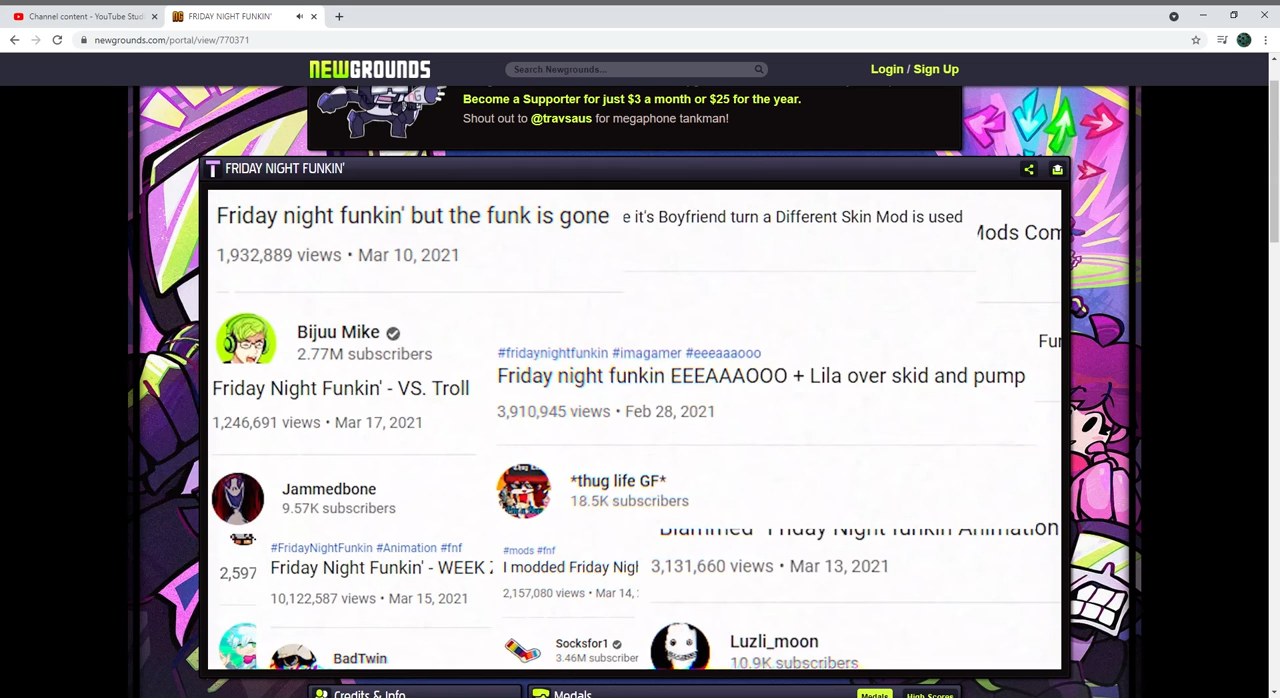 Channel content - YouTube Stud
FRIDAY NIGHT FUNKIN'
newgrounds.com/portal/view/770371
NEWGROUNDS
Search Newgrounds...
Login / Sign Up
Become a Supporter for just $3 a month or $25 for the year.
Shout out to @travsaus for megaphone tankman!
FRIDAY NIGHT FUNKIN'
Friday night funkin' but the funk is gone
1,932,889 views • Mar 10, 2021
e it's Boyfriend turn a Different Skin Mod is used
Mods Com
Bijuu Mike
2.77M subscribers
Fur
#fridaynightfunkin #imagamer #eeeaaaooo
Friday night funkin EEEAAAOOO + Lila over skid and pump
3,910,945 views • Feb 28, 2021
Friday Night Funkin' - VS. Troll
1,246,691 views • Mar 17, 2021
Jammedbone
9.57K subscribers
*thug life GF*
18.5K subscribers
2,597
#FridayNightFunkin #Animation #fnf
Friday Night Funkin' - WEEK
10,122,587 views • Mar 15, 2021
#mods #fnf
I modded Friday Nigh
2,157,080 views • Mar 14,
Blammed Friday Night funkin Animation
3,131,660 views • Mar 13, 2021
BadTwin
Socksfor1
3.46M subscriber
Luzli_moon
10.9K subscribers
Credits & Info
Medals
Medals
High Scores